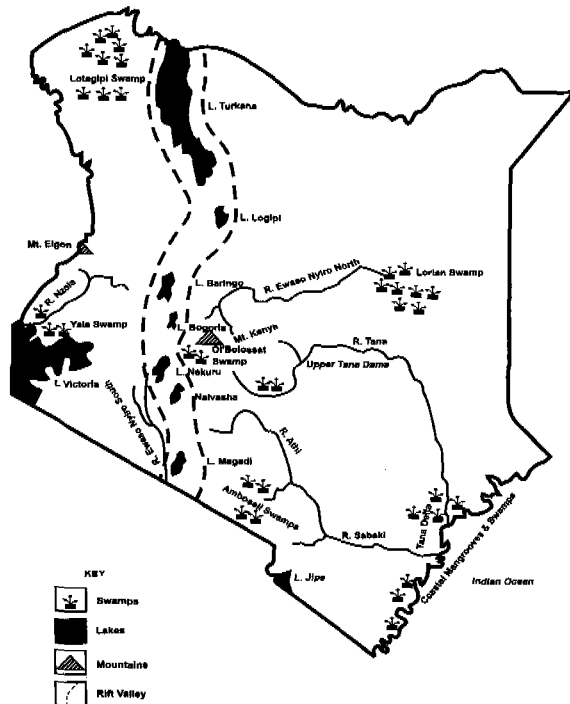 Lotagipi Swamp
L. Turkana
L. Logipi
Mt. Elgon
R. Nzoia
L. Baringo
R. Ewaso Nyiro North
Lorian Swamp
Yala Swamp
L. Bogoria
Mt. Kenya
Ol Bolossat
Swamp
R. Tana
L. Victoria
L. Nakuru
Upper Tana Dams
Naivasha
R. Ewaso Nyiro South
R. Athi
L. Magadi
Amboseli Swamps
Tana Delta
R. Sabaki
Coastal Mangrooves & Swamps
L. Jipe
Indian Ocean
KEY
Swamps
Lakes
Mountains
Rift Valley